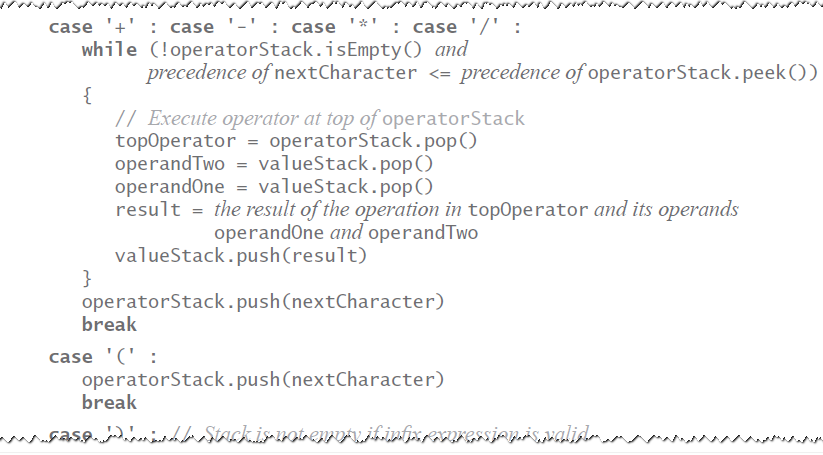 case '+' : case '-' : case '*' : case '/' :
while (!operatorStack.isEmpty() and
precedence of nextCharacter <= precedence of operatorStack.peek())
{
// Execute operator at top of operatorStack
topOperator = operatorStack.pop()
operandTwo = valueStack.pop()
operandOne = valueStack.pop()
result = the result of the operation in topOperator and its operands
operandOne and operandTwo
valueStack.push(result)
}
operatorStack.push(nextCharacter)
break
case '(' :
operatorStack.push(nextCharacter)
break
case ')' : // Stack is not empty if infix expression is valid